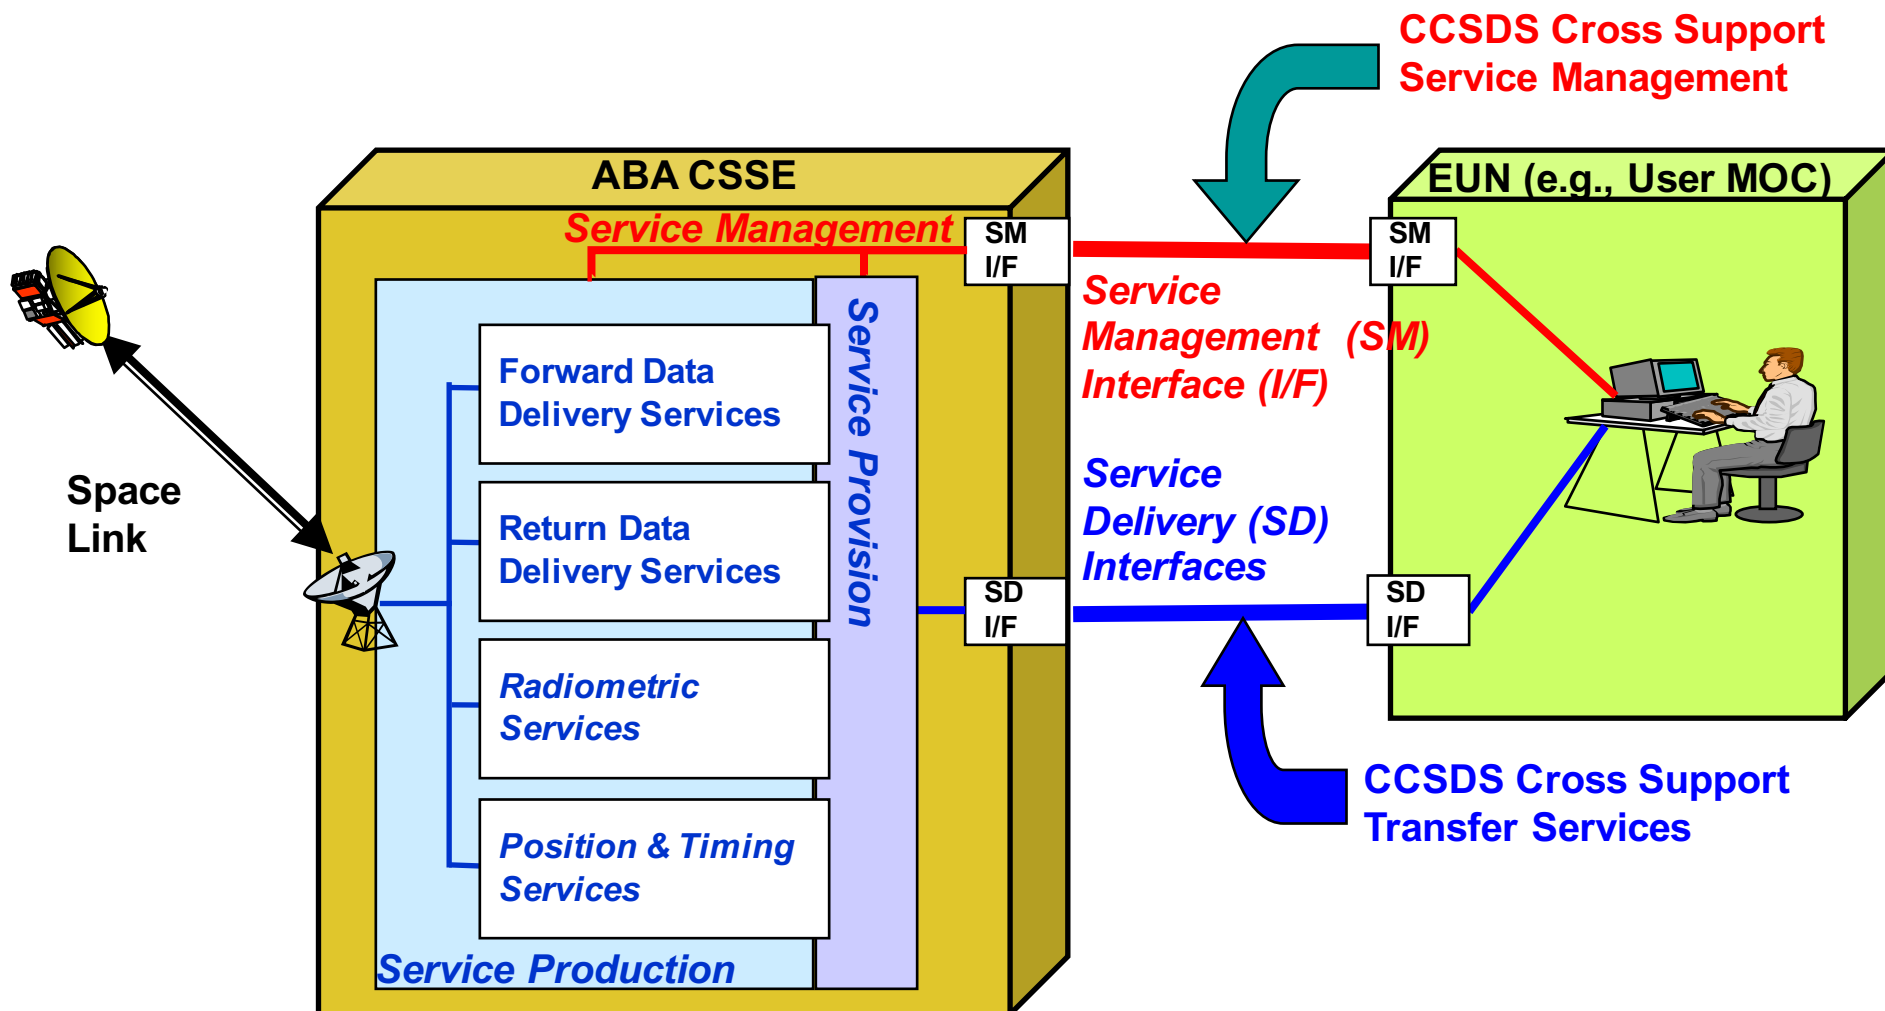 CCSDS Cross Support
Service Management
ABA CSSE
EUN (e.g., User MOC)
Service Management
SM
I/F
SM
I/F
Service
Management (SM)
Interface (I/F)
Service Provision
Forward Data
Delivery Services
Space
Link
Return Data
Delivery Services
Service
Delivery (SD)
Interfaces
SD
I/F
SD
I/F
Radiometric
Services
CCSDS Cross Support
Transfer Services
Position & Timing
Services
Service Production